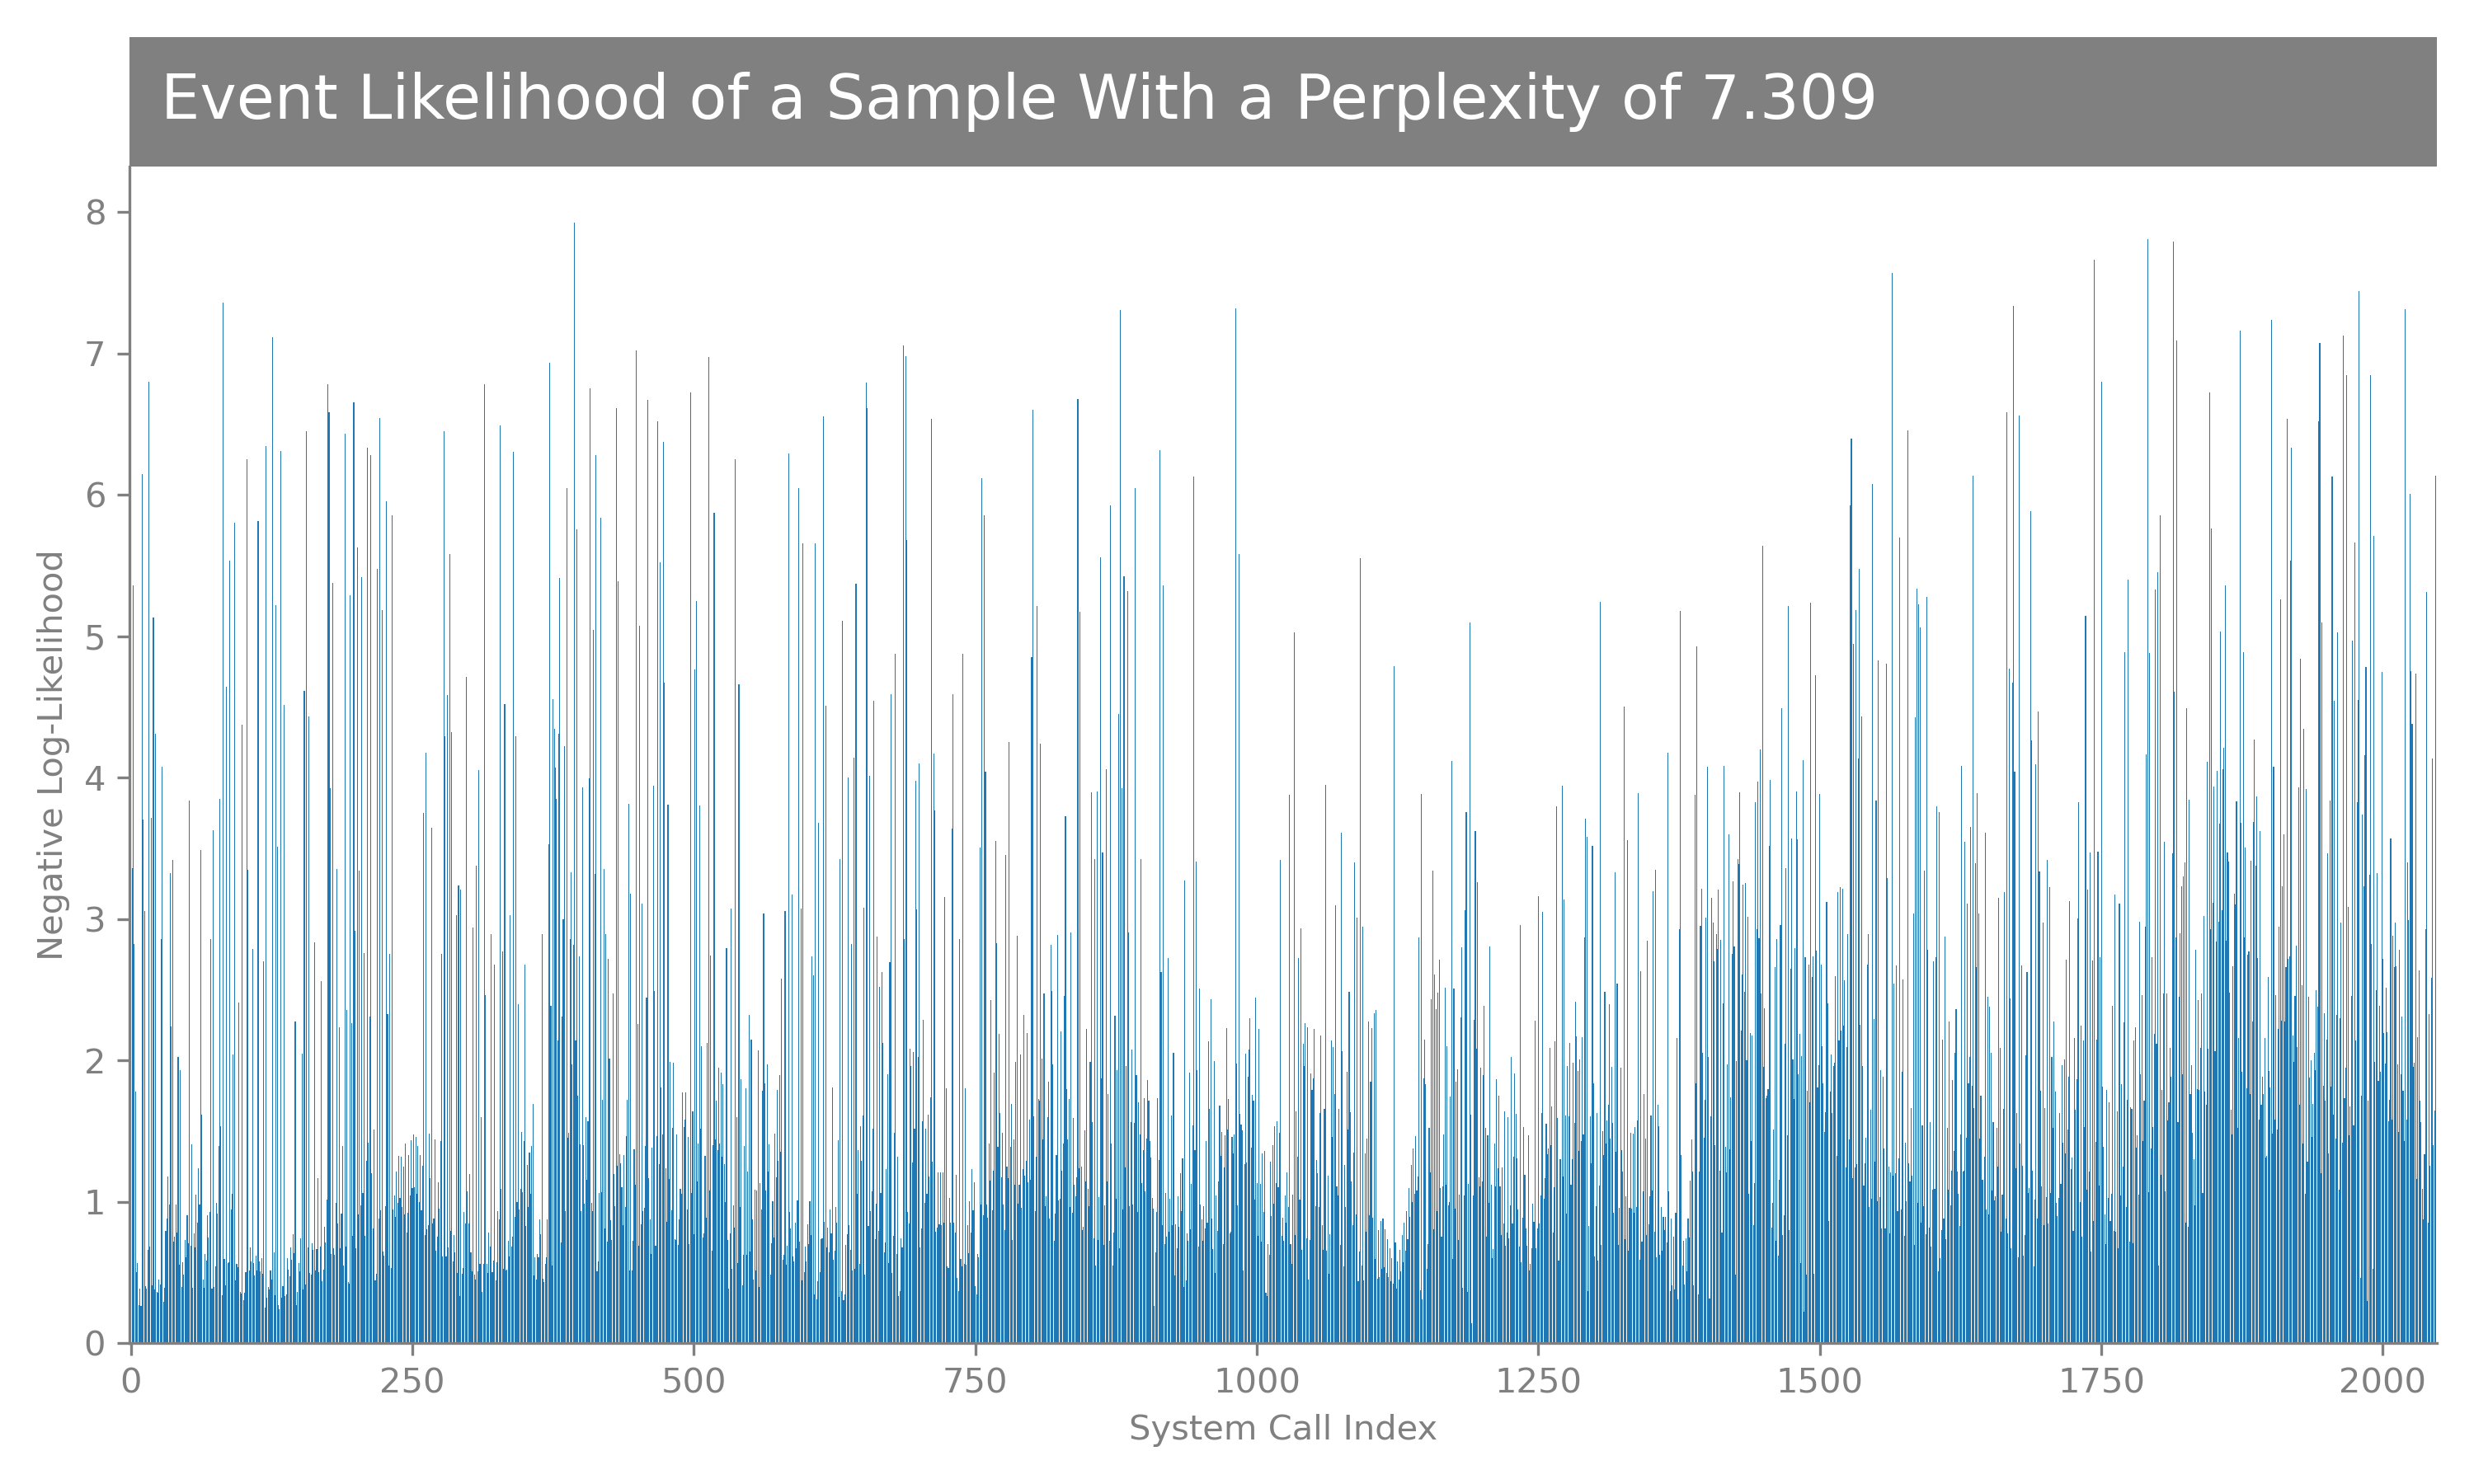 Event Likelihood of a Sample With a Perplexity of 7.309
8
7
6
5
4
3
2
1
0
Negative Log-Likelihood
0 250 500 750 1000 1250 1500 1750 2000
System Call Index